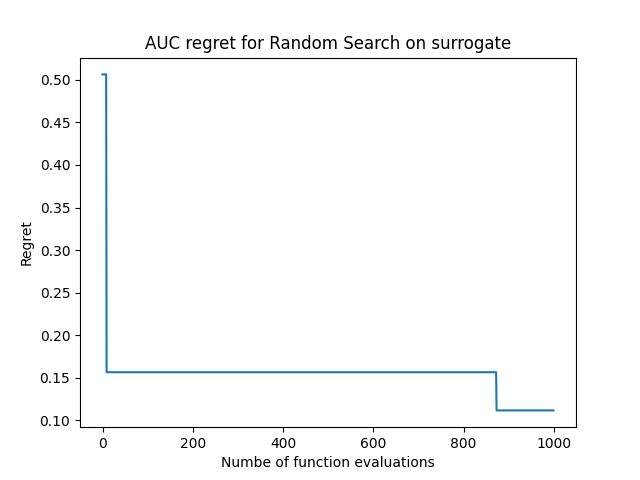 AUC regret for Random Search on surrogate
0.50
0.45
0.40
0.35
0.30
0.25
0.20
0.15
0.10
Regret
0 200 400 600 800 1000
Numbe of function evaluations